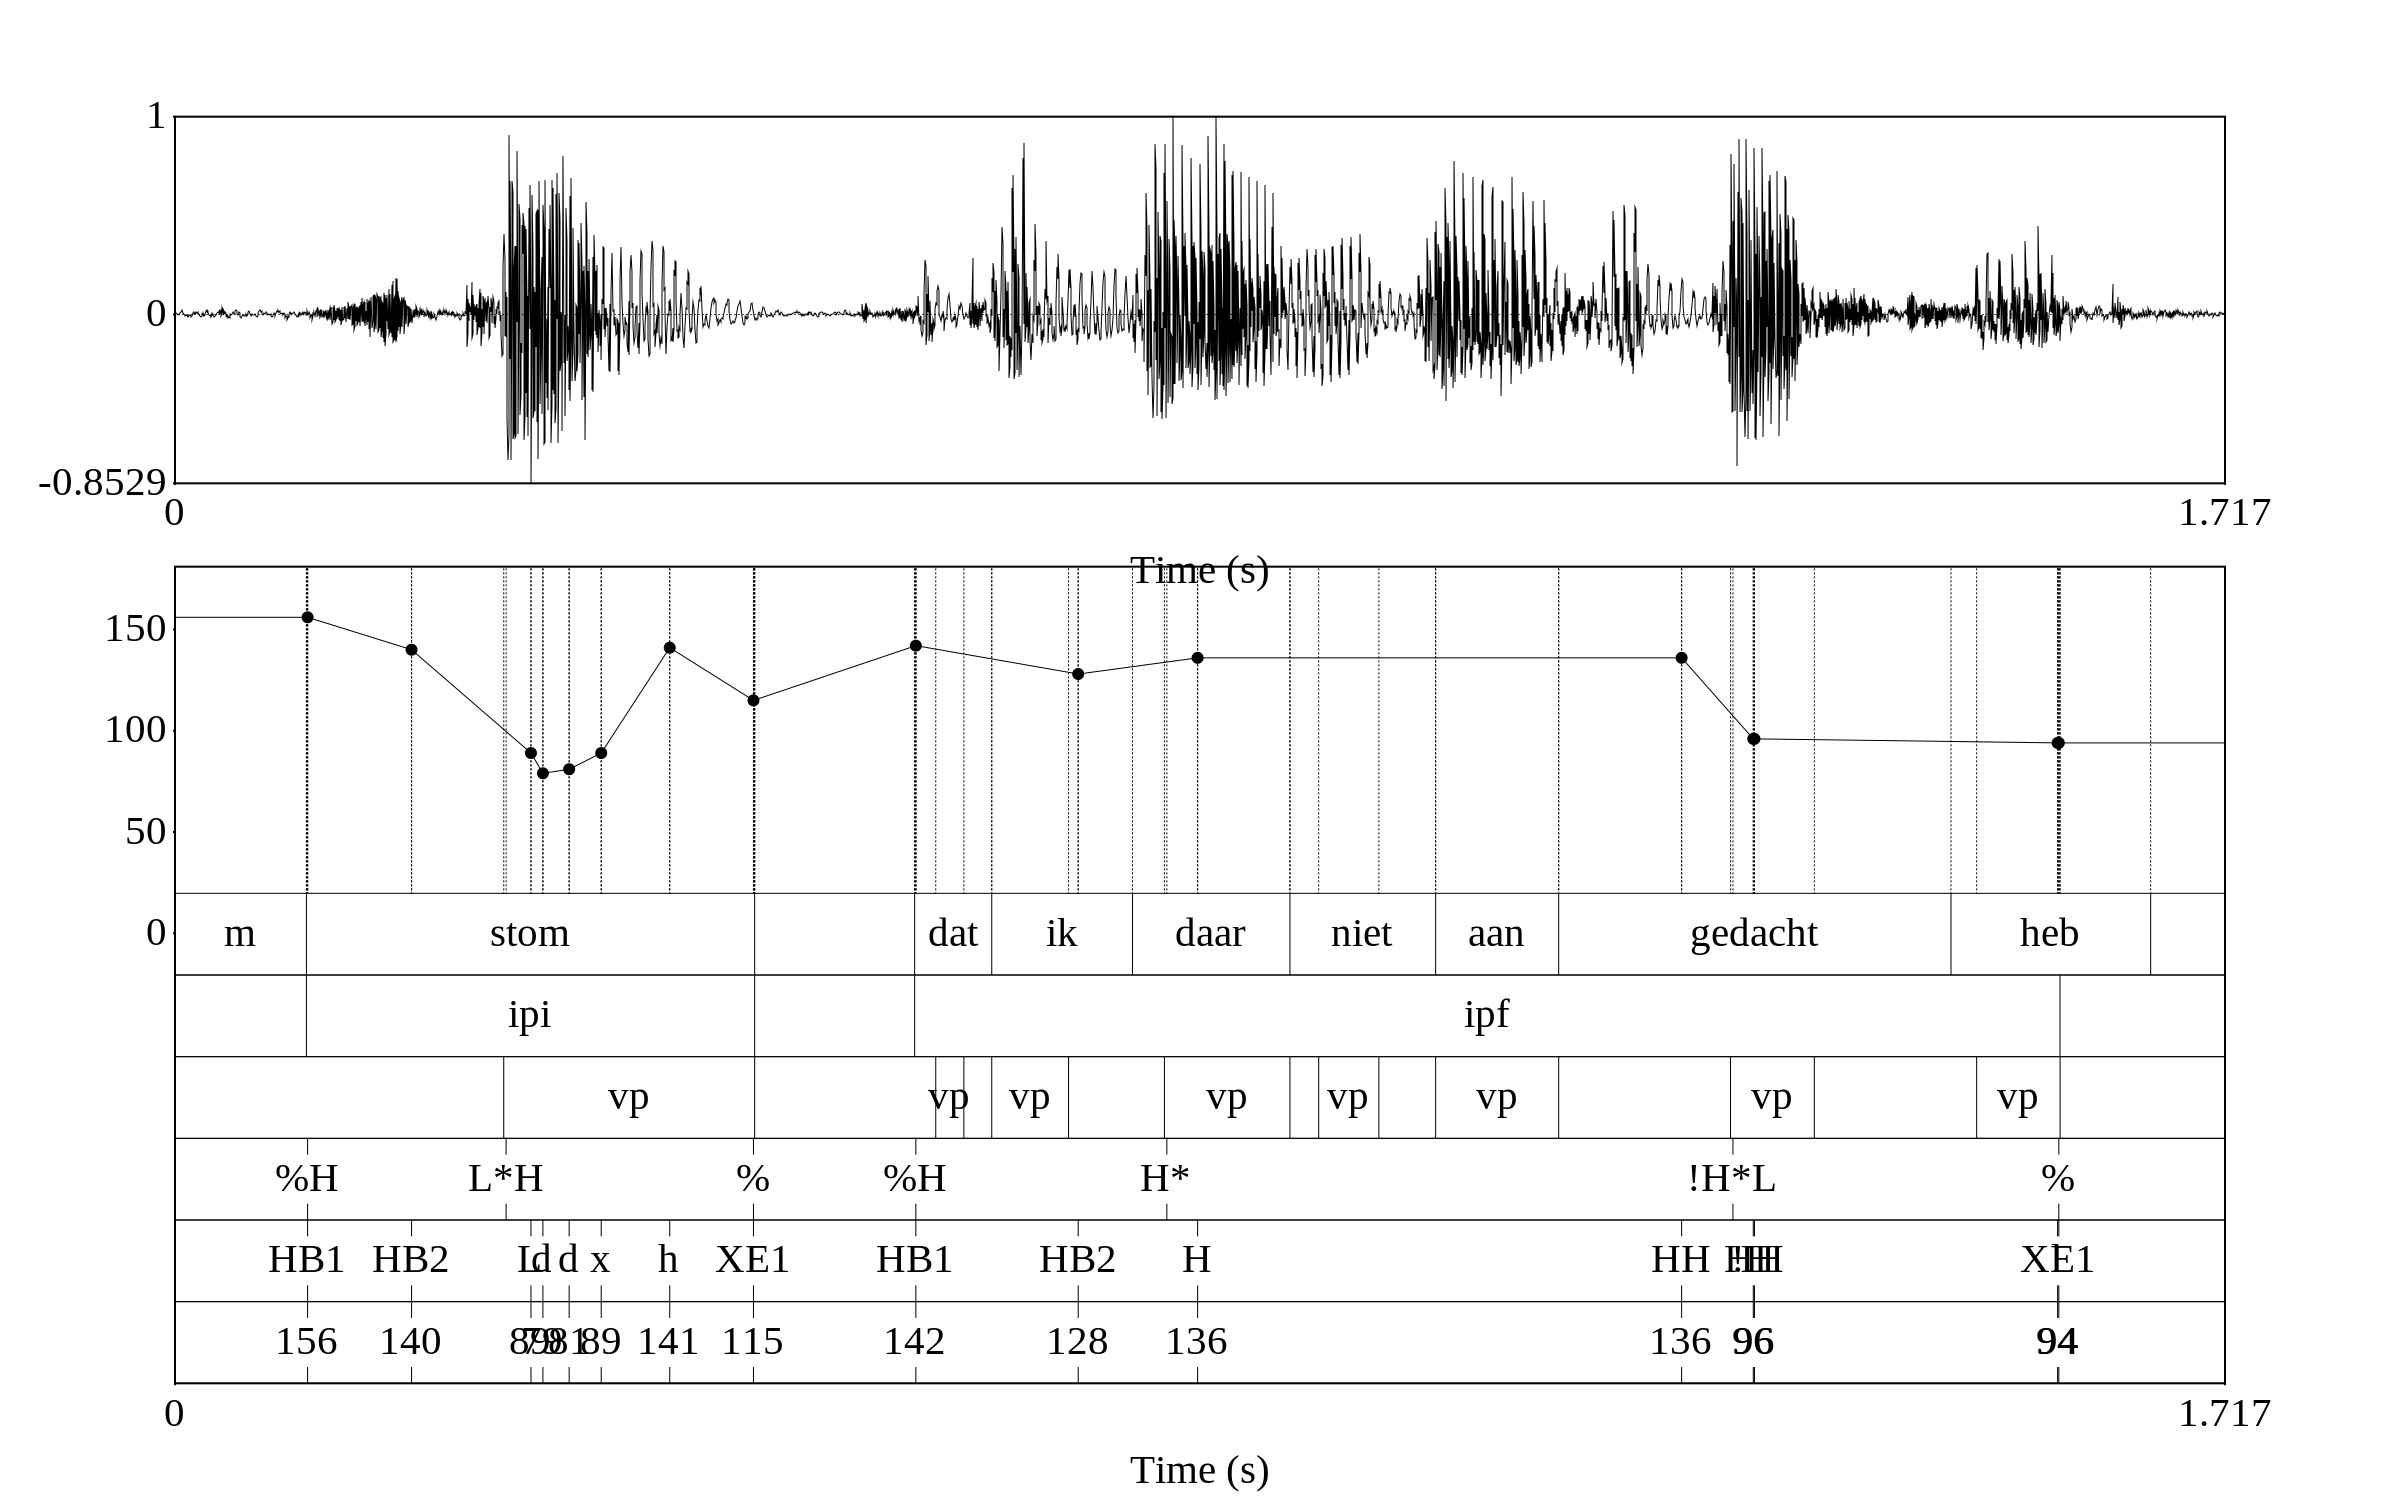 1
0
-0.8529
0 1.717
Time (s)
150
100
50
0
m stom dat ik daar niet aan gedacht heb
ipi ipf
vp vp vp vp vp vp vp vp
%H L*H % %H H* !H*L %
HB1 HB2 d x h XE1 HB1 HB2 H HH XE1
156 140 89 81 89 141 115 142 128 136 136 96 94
0 1.717
Time (s)